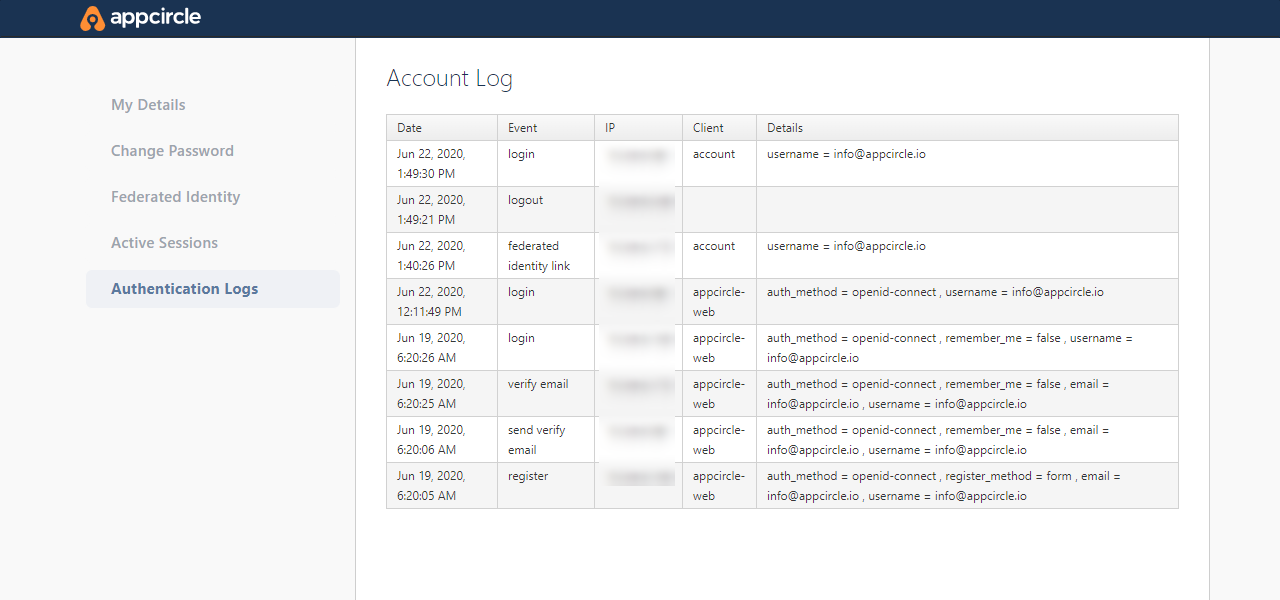 appcircle
My Details
Change Password
Federated Identity
Active Sessions
Authentication Logs
Account Log
Date Event IP Client Details
Jun 22, 2020, login account username = info@appcircle.io
1:49:30 PM
Jun 22, 2020, logout
1:49:21 PM
Jun 22, 2020, federated account username = info@appcircle.io
1:40:26 PM identity link
Jun 22, 2020, login appcircle- auth_method = openid-connect , username = info@appcircle.io
12:11:49 PM web
Jun 19, 2020, login appcircle- auth_method = openid-connect , remember_me = false , username =
6:20:26 AM web info@appcircle.io
Jun 19, 2020, verify email appcircle- auth_method = openid-connect , remember_me = false , email =
6:20:25 AM web info@appcircle.io , username = info@appcircle.io
Jun 19, 2020, send verify appcircle- auth_method = openid-connect , remember_me = false , email =
6:20:06 AM email web info@appcircle.io , username = info@appcircle.io
Jun 19, 2020, register appcircle- auth_method = openid-connect , register_method = form , email =
6:20:05 AM web info@appcircle.io , username = info@appcircle.io